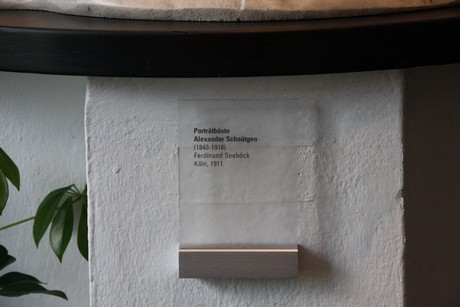 Porträtbüste
Alexander Schnütgen
(1843-1918)
Ferdinand Seeböck
Köln, 1911